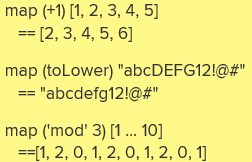 map (+1) [1, 2, 3, 4, 5]
== [2, 3, 4, 5, 6]
map (toLower) "abcDEFG12!@#"
== "abcdefg12!@#"
map ('mod' 3) [1 ... 10]
==[1, 2, 0, 1, 2, 0, 1, 2, 0, 1]